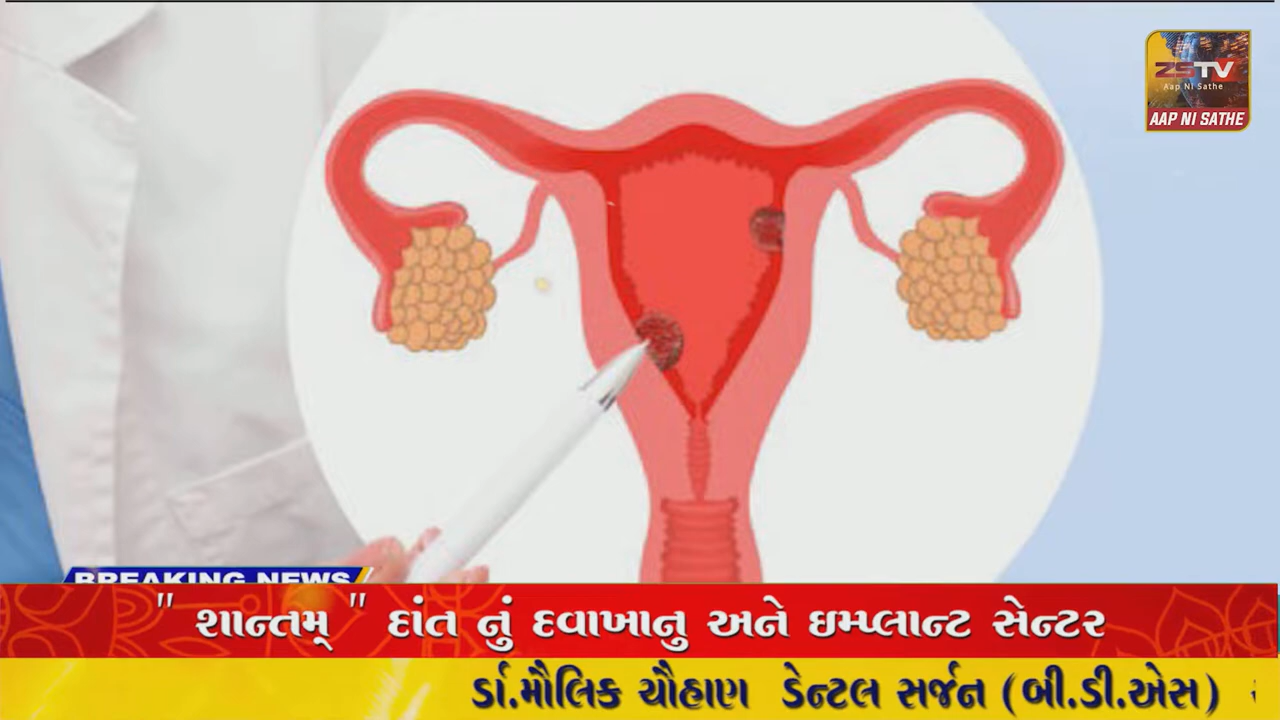 ZSTV
Aap Ni Sathe
AAP NI SATHE
BREAKING NEWS
" શાન્તમ્ " દાંત નું દવાખાનુ અને ઇમ્પ્લાન્ટ સેન્ટર
ર્ડા.મૌલિક ચૌહાણ ડેન્ટલ સર્જન (બી.ડી.એસ)